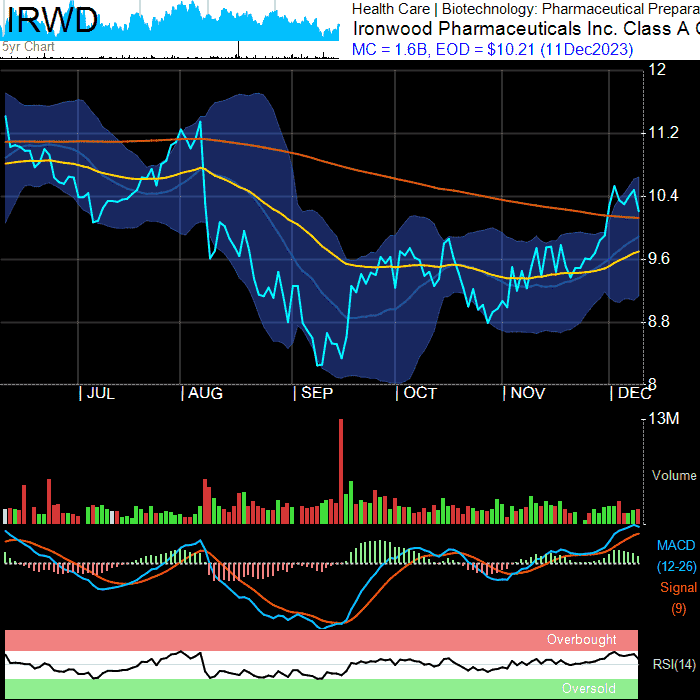 IRWD
5yr Chart
Health Care | Biotechnology: Pharmaceutical Prepara
Ironwood Pharmaceuticals Inc. Class A
MC = 1.6B, EOD = $10.21 (11Dec2023)
12
11.2
10.4
9.6
8.8
8
JUL AUG SEP OCT NOV DEC
13M
Volume
MACD
(12-26)
Signal
(9)
Overbought
RSI(14)
Oversold